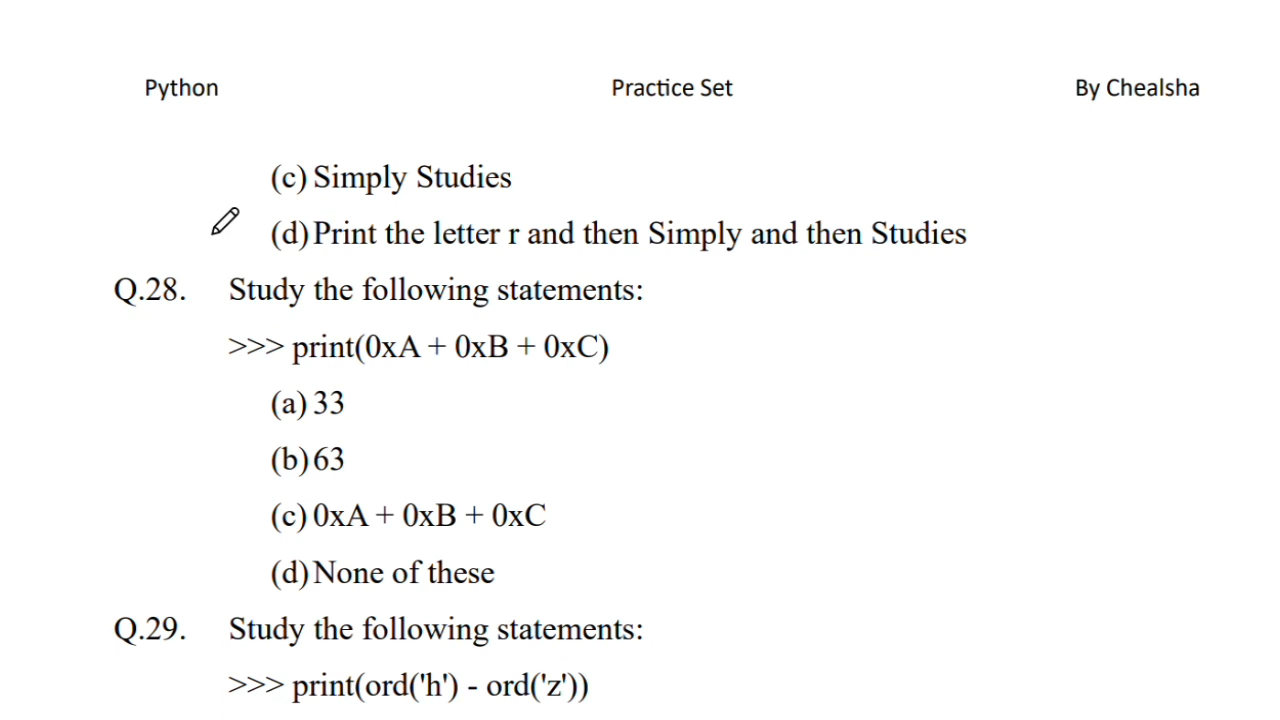 Python Practice Set By Chealsha
(c) Simply Studies
(d) Print the letter r and then Simply and then Studies
Q.28. Study the following statements:
>>> print(0xA + 0xB + 0xC)
(a) 33
(b) 63
(c) 0xA + 0xB + 0xC
(d) None of these
Q.29. Study the following statements:
>>> print(ord('h') - ord('z'))